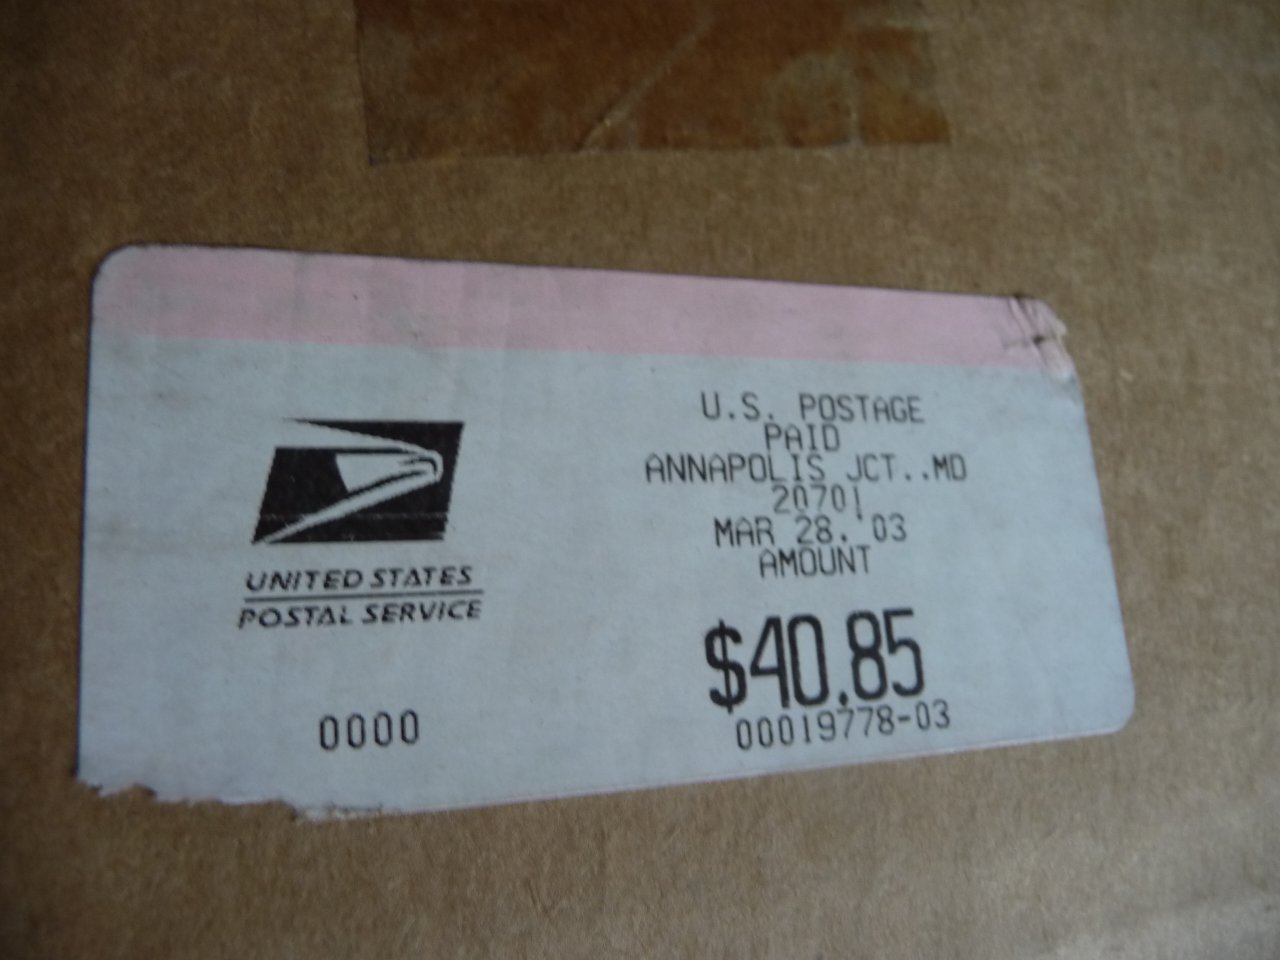 U.S. POSTAGE
PAID
ANNAPOLIS JCT..MD
20701
MAR 28. '03
AMOUNT
$40.85
00019778-03
UNITED STATES
POSTAL SERVICE
0000